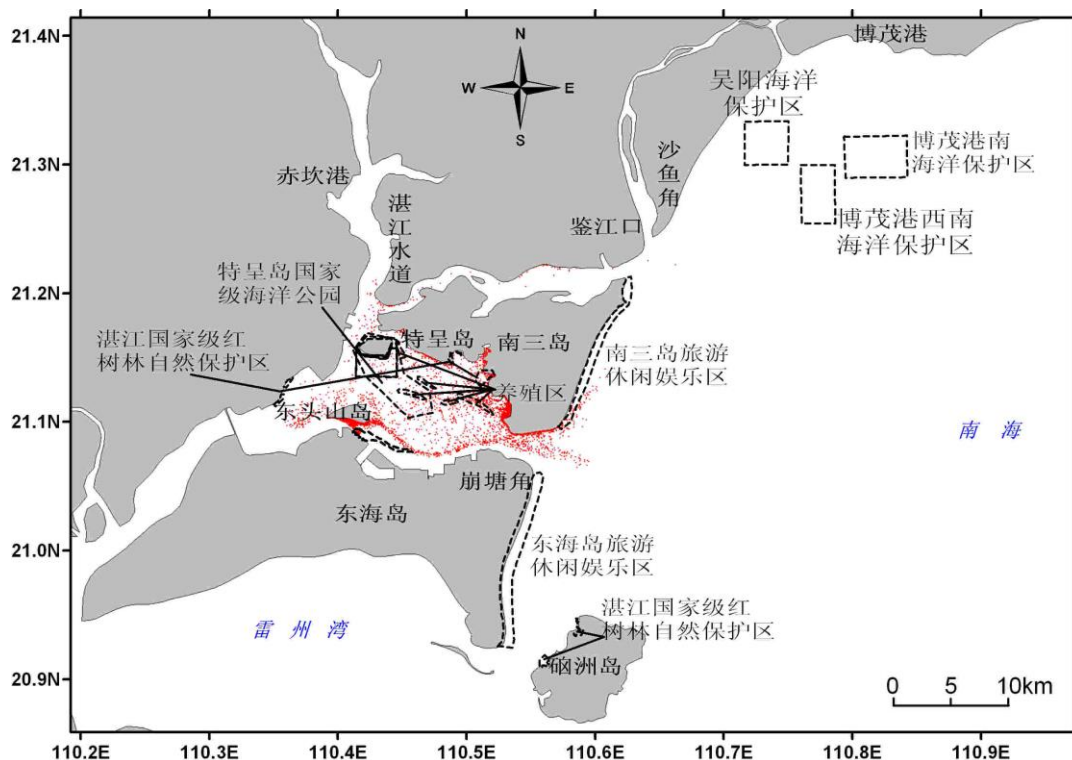 21.4N
21.3N
21.2N
21.1N
21.0N
20.9N
110.2E
110.3E
110.4E
110.5E
110.6E
110.7E
110.8E
110.9E
N
W
E
S
博茂港
吴阳海洋
保护区
沙鱼角
博茂港南
海洋保护区
赤坎港
湛江水道
鉴江口
博茂港西南
海洋保护区
特呈岛国家
级海洋公园
湛江国家级红
树林自然保护区
特呈岛
南三岛
南三岛旅游
休闲娱乐区
养殖区
东头山岛
南 海
崩塘角
东海岛
东海岛旅游
休闲娱乐区
湛江国家级红
树林自然保护区
雷 州 湾
硇洲岛
0 5 10km